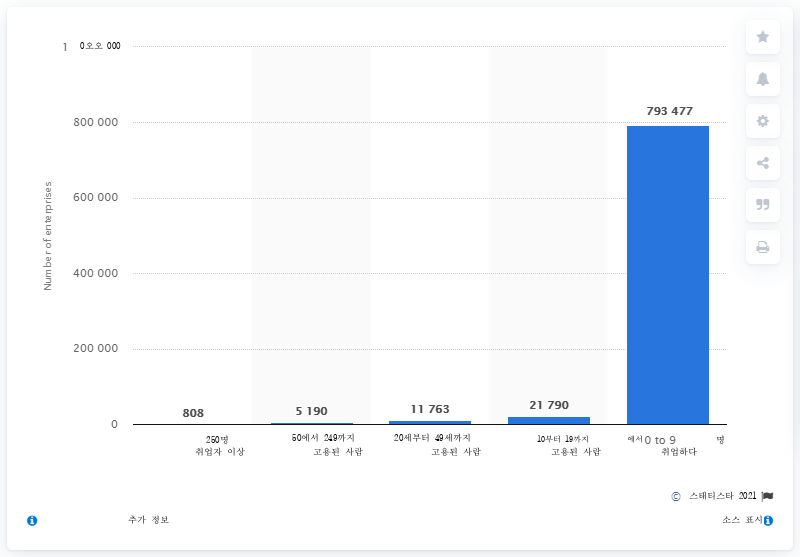 1 0오오 000
800 000
600 000
400 000
200 000
0
Number of enterprises
793 477
21 790
11 763
5 190
808
250명
취업자 이상
50에서 249까지
고용된 사람
20세부터 49세까지
고용된 사람
10부터 19까지
고용된 사람
에서 0 to 9 명
취업하다
© 스태티스타 2021
추가 정보
소스 표시